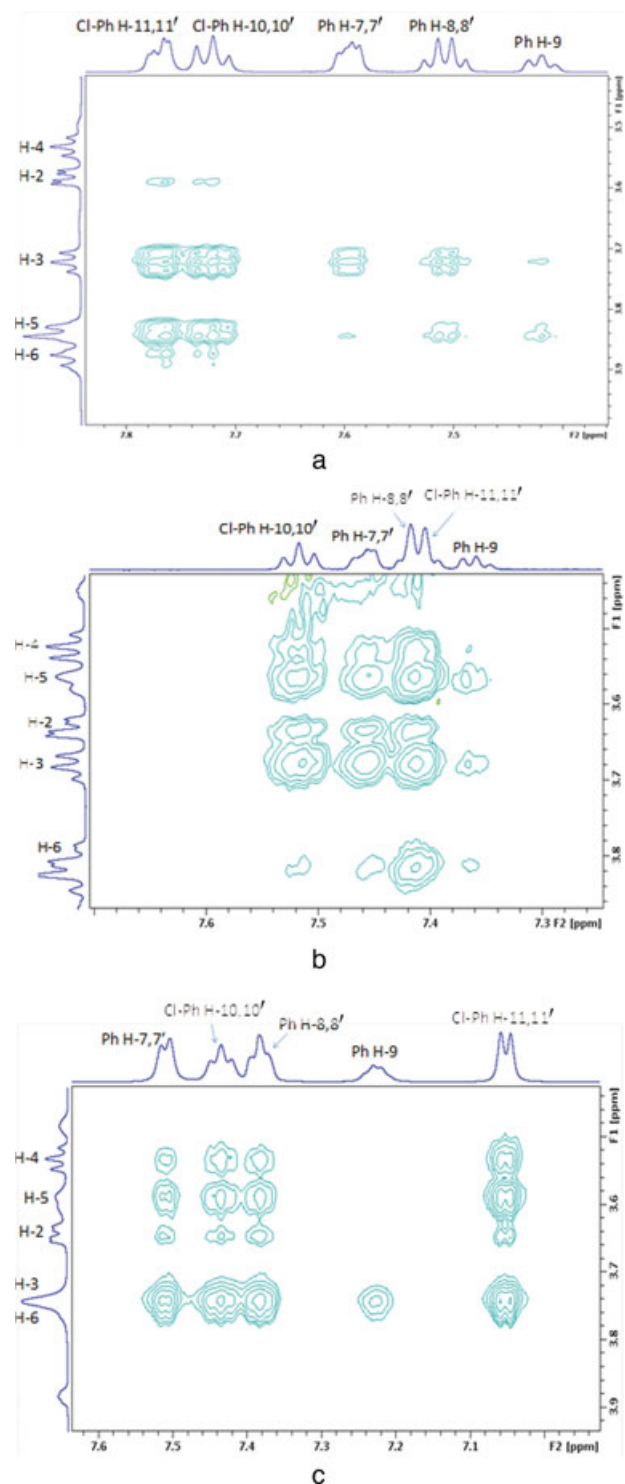 Cl-Ph H-11,11′ Cl-Ph H-10,10′ Ph H-7,7′ Ph H-8,8′ Ph H-9
F1 [ppm]
H-4
H-2
H-3
H-5
H-6
3.5
3.6
3.7
3.8
3.9
7.8 7.7 7.6 7.5 F2 [ppm]
a
Ph H-8,8′ Cl-Ph H-11,11′
Cl-Ph H-10,10′ Ph H-7,7′ Ph H-9
F1 [ppm]
H-4
H-5
H-2
H-3
H-6
3.6
3.7
3.8
7.6 7.5 7.4 7.3 F2 [ppm]
b
Cl-Ph H-10,10′ Cl-Ph H-11,11′
Ph H-7,7′ Ph H-8,8′ Ph H-9
F1 [ppm]
H-4
H-5
H-2
H-3
H-6
3.6
3.7
3.8
3.9
7.6 7.5 7.4 7.3 7.2 7.1 F2 [ppm]
c